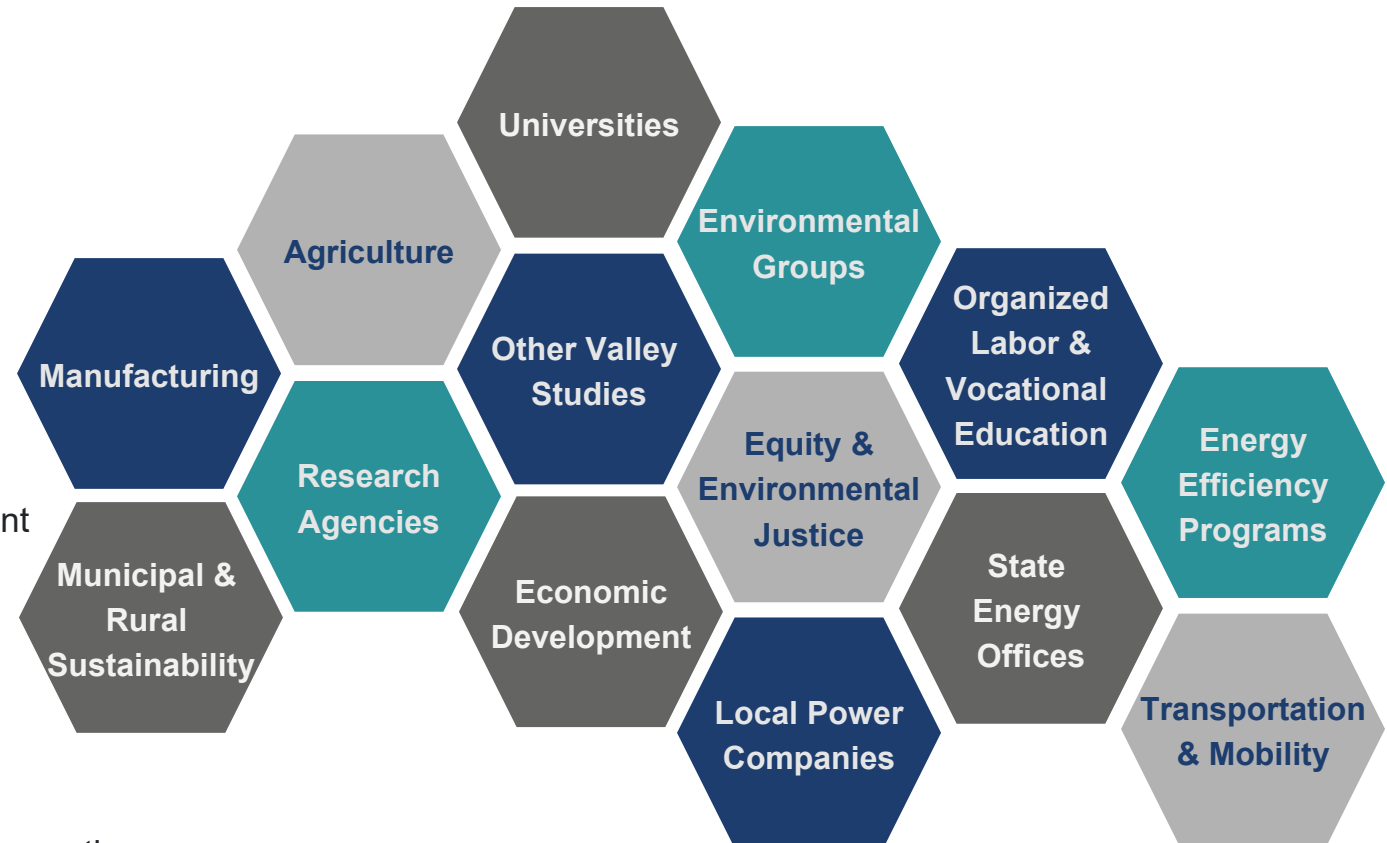 Universities
Environmental
Groups
Agriculture
Organized
Labor &
Vocational
Education
Other Valley
Studies
Manufacturing
Equity &
Environmental
Justice
Energy
Efficiency
Programs
Research
Agencies
nt
Municipal &
Rural
Sustainability
Economic
Development
State
Energy
Offices
Local Power
Companies
Transportation
& Mobility